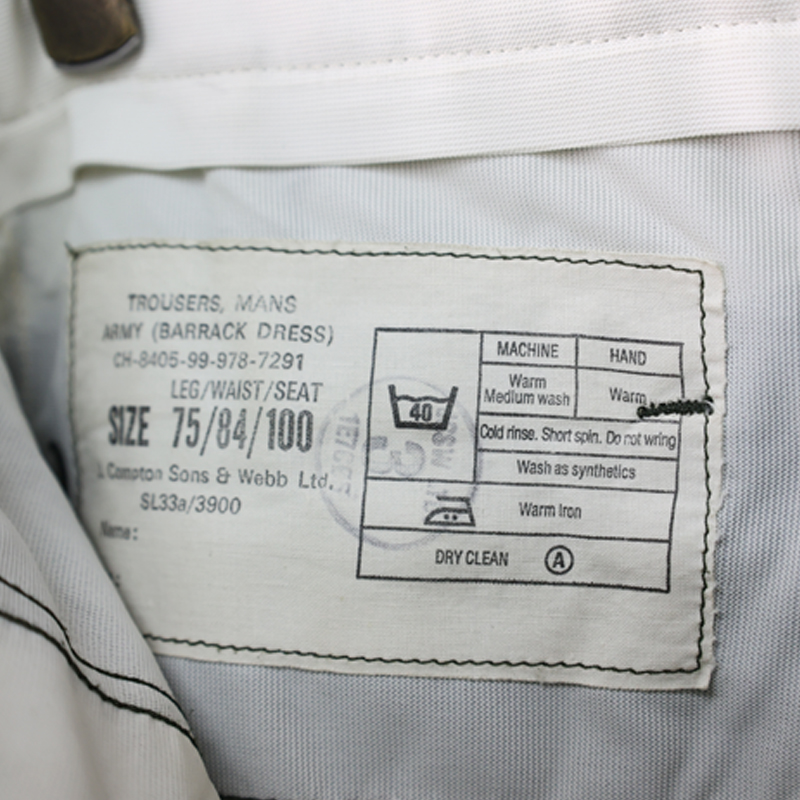 TROUSERS, MANS
ARMY (BARRACK DRESS)
CH-8405-99-978-7291
LEG/WAIST/SEAT
SIZE 75/84/100
Compton Sons & Webb Ltd.
SL33a/3900
Name:
MACHINE HAND
40
Warm
Medium wash
Warm
Cold rinse. Short spin. Do not wring
Wash as synthetics
Warm Iron
DRY CLEAN A